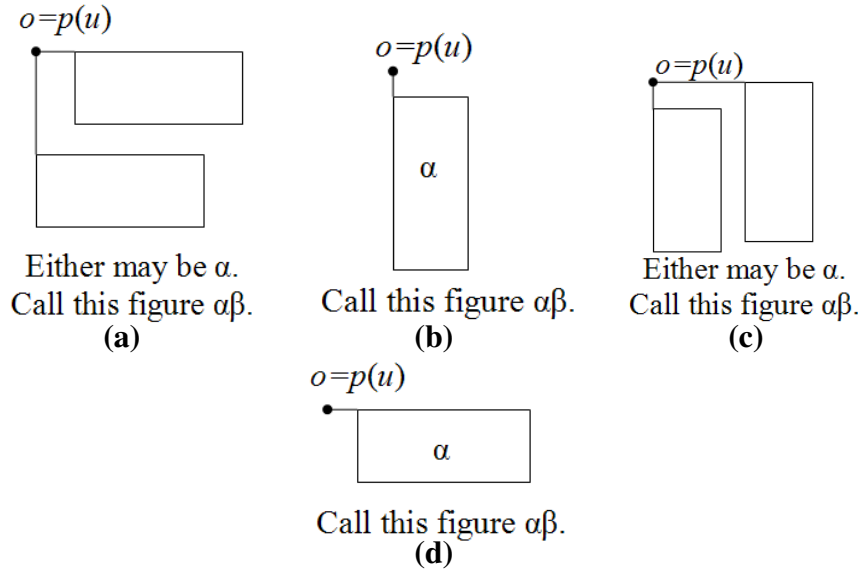 o=p(u)
Either may be α.
Call this figure αβ.
(a)
o=p(u)
α
Call this figure αβ.
(b)
o=p(u)
Either may be α.
Call this figure αβ.
(c)
o=p(u)
α
Call this figure αβ.
(d)